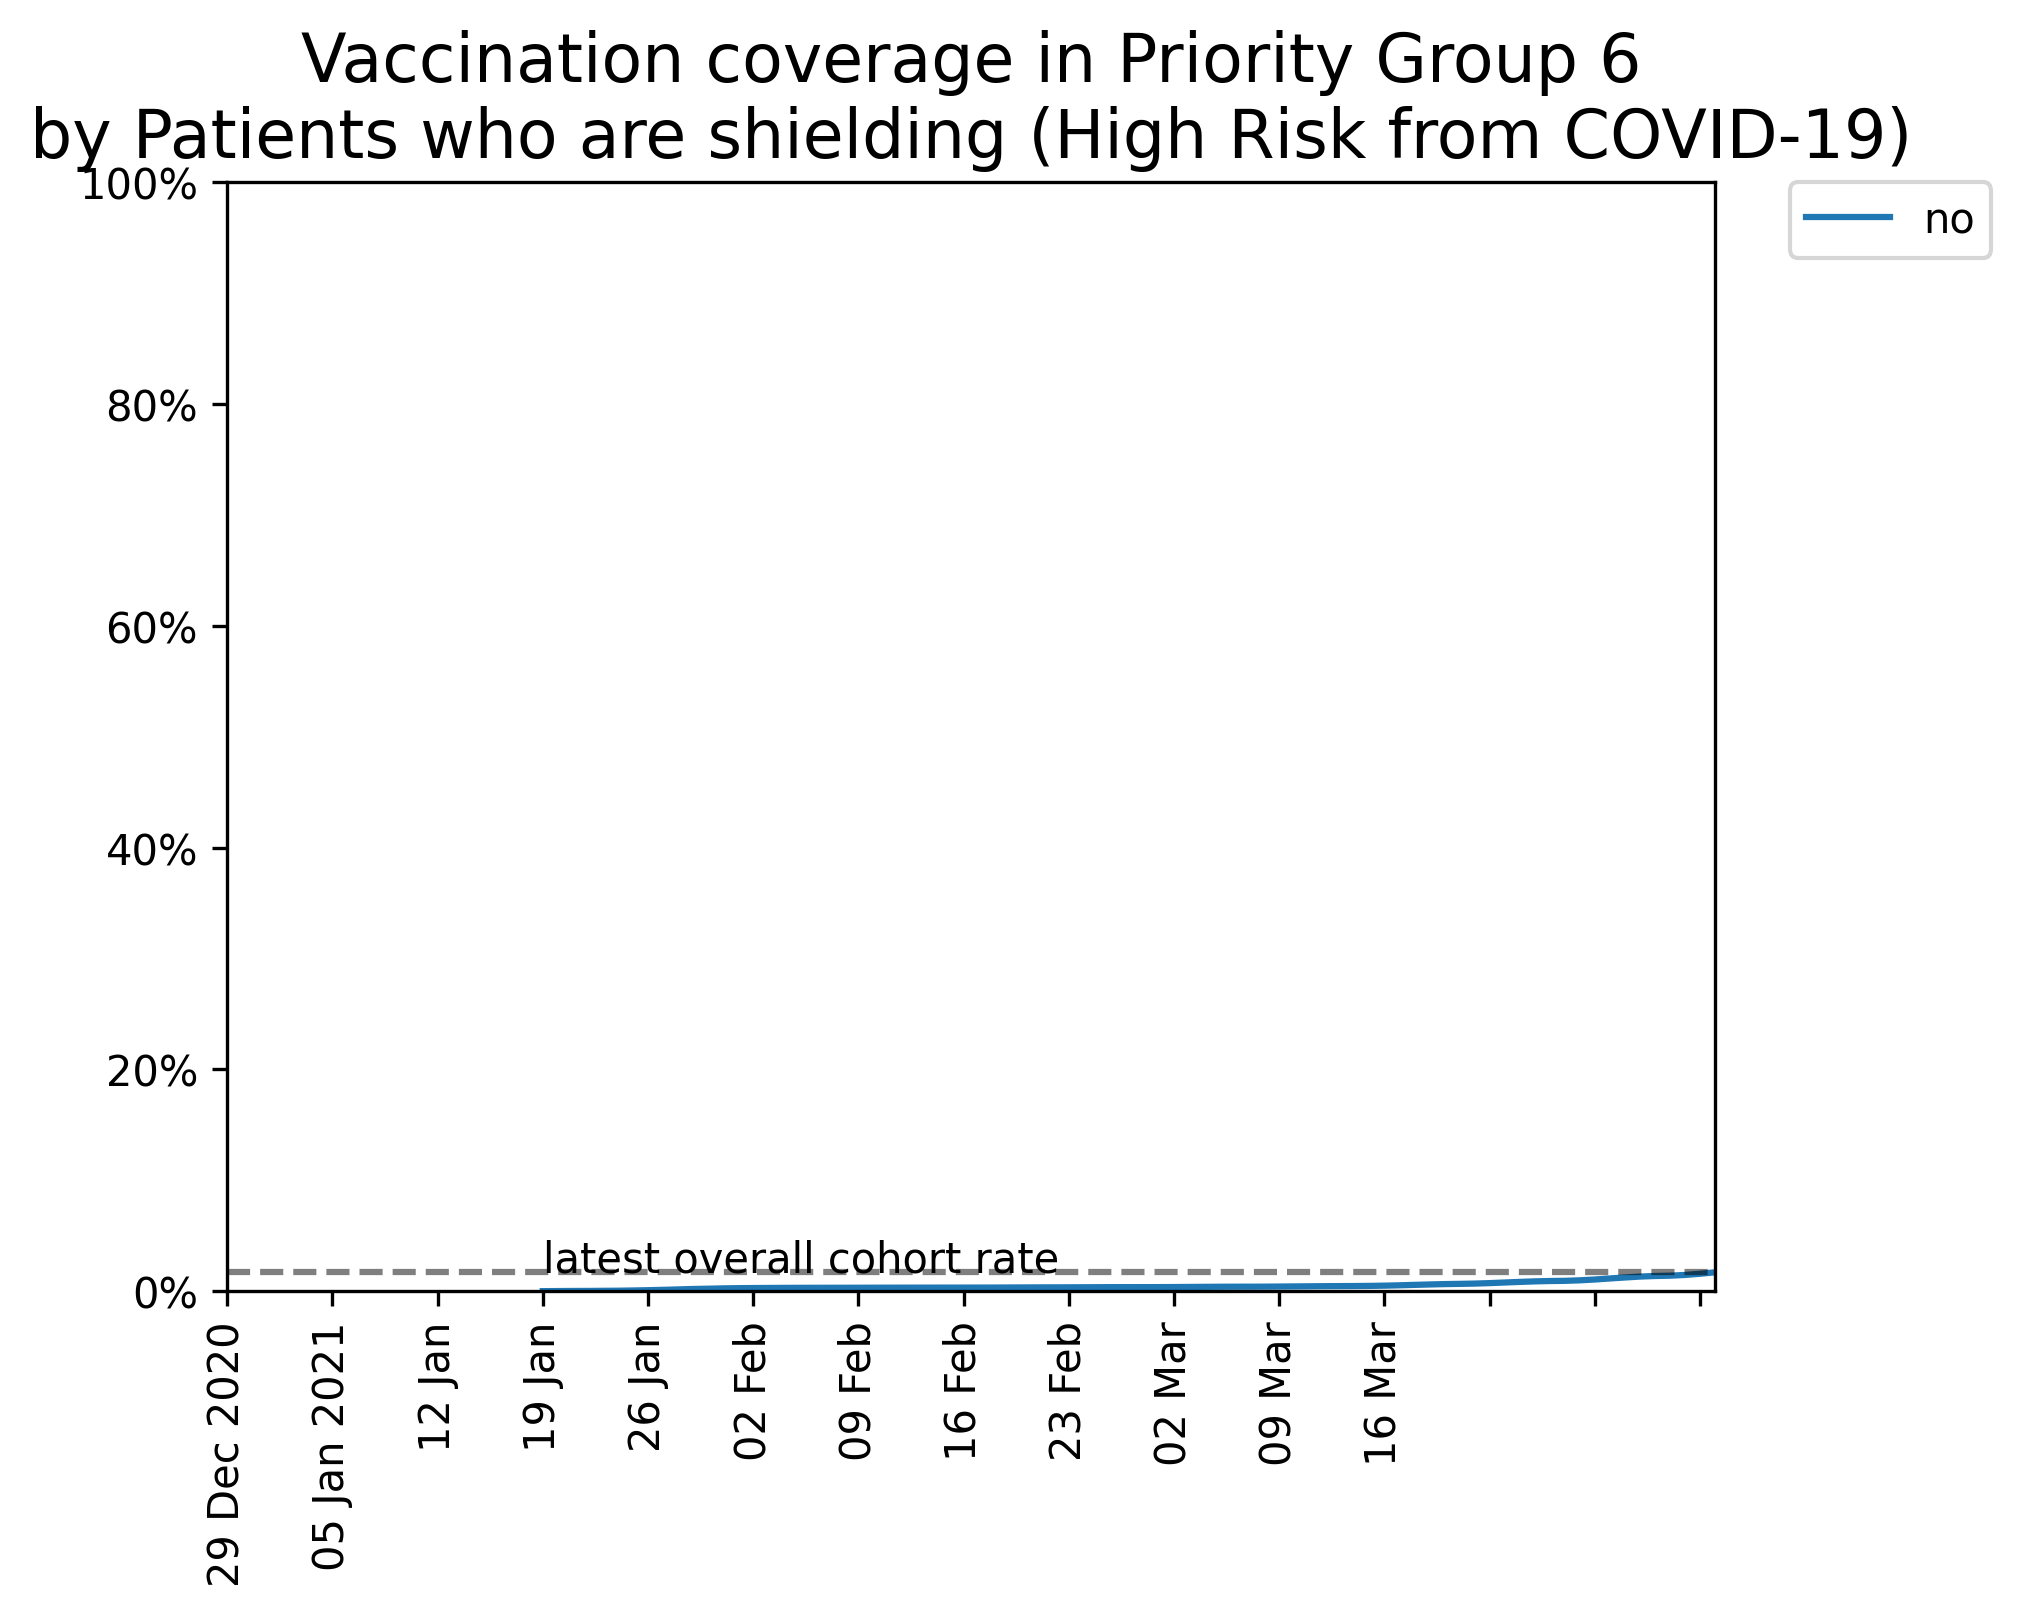 Vaccination coverage in Priority Group 6
by Patients who are shielding (High Risk from COVID-19)
100%
80%
60%
40%
20%
0%
no
latest overall cohort rate
29 Dec 2020
05 Jan 2021
12 Jan
19 Jan
26 Jan
02 Feb
09 Feb
16 Feb
23 Feb
02 Mar
09 Mar
16 Mar